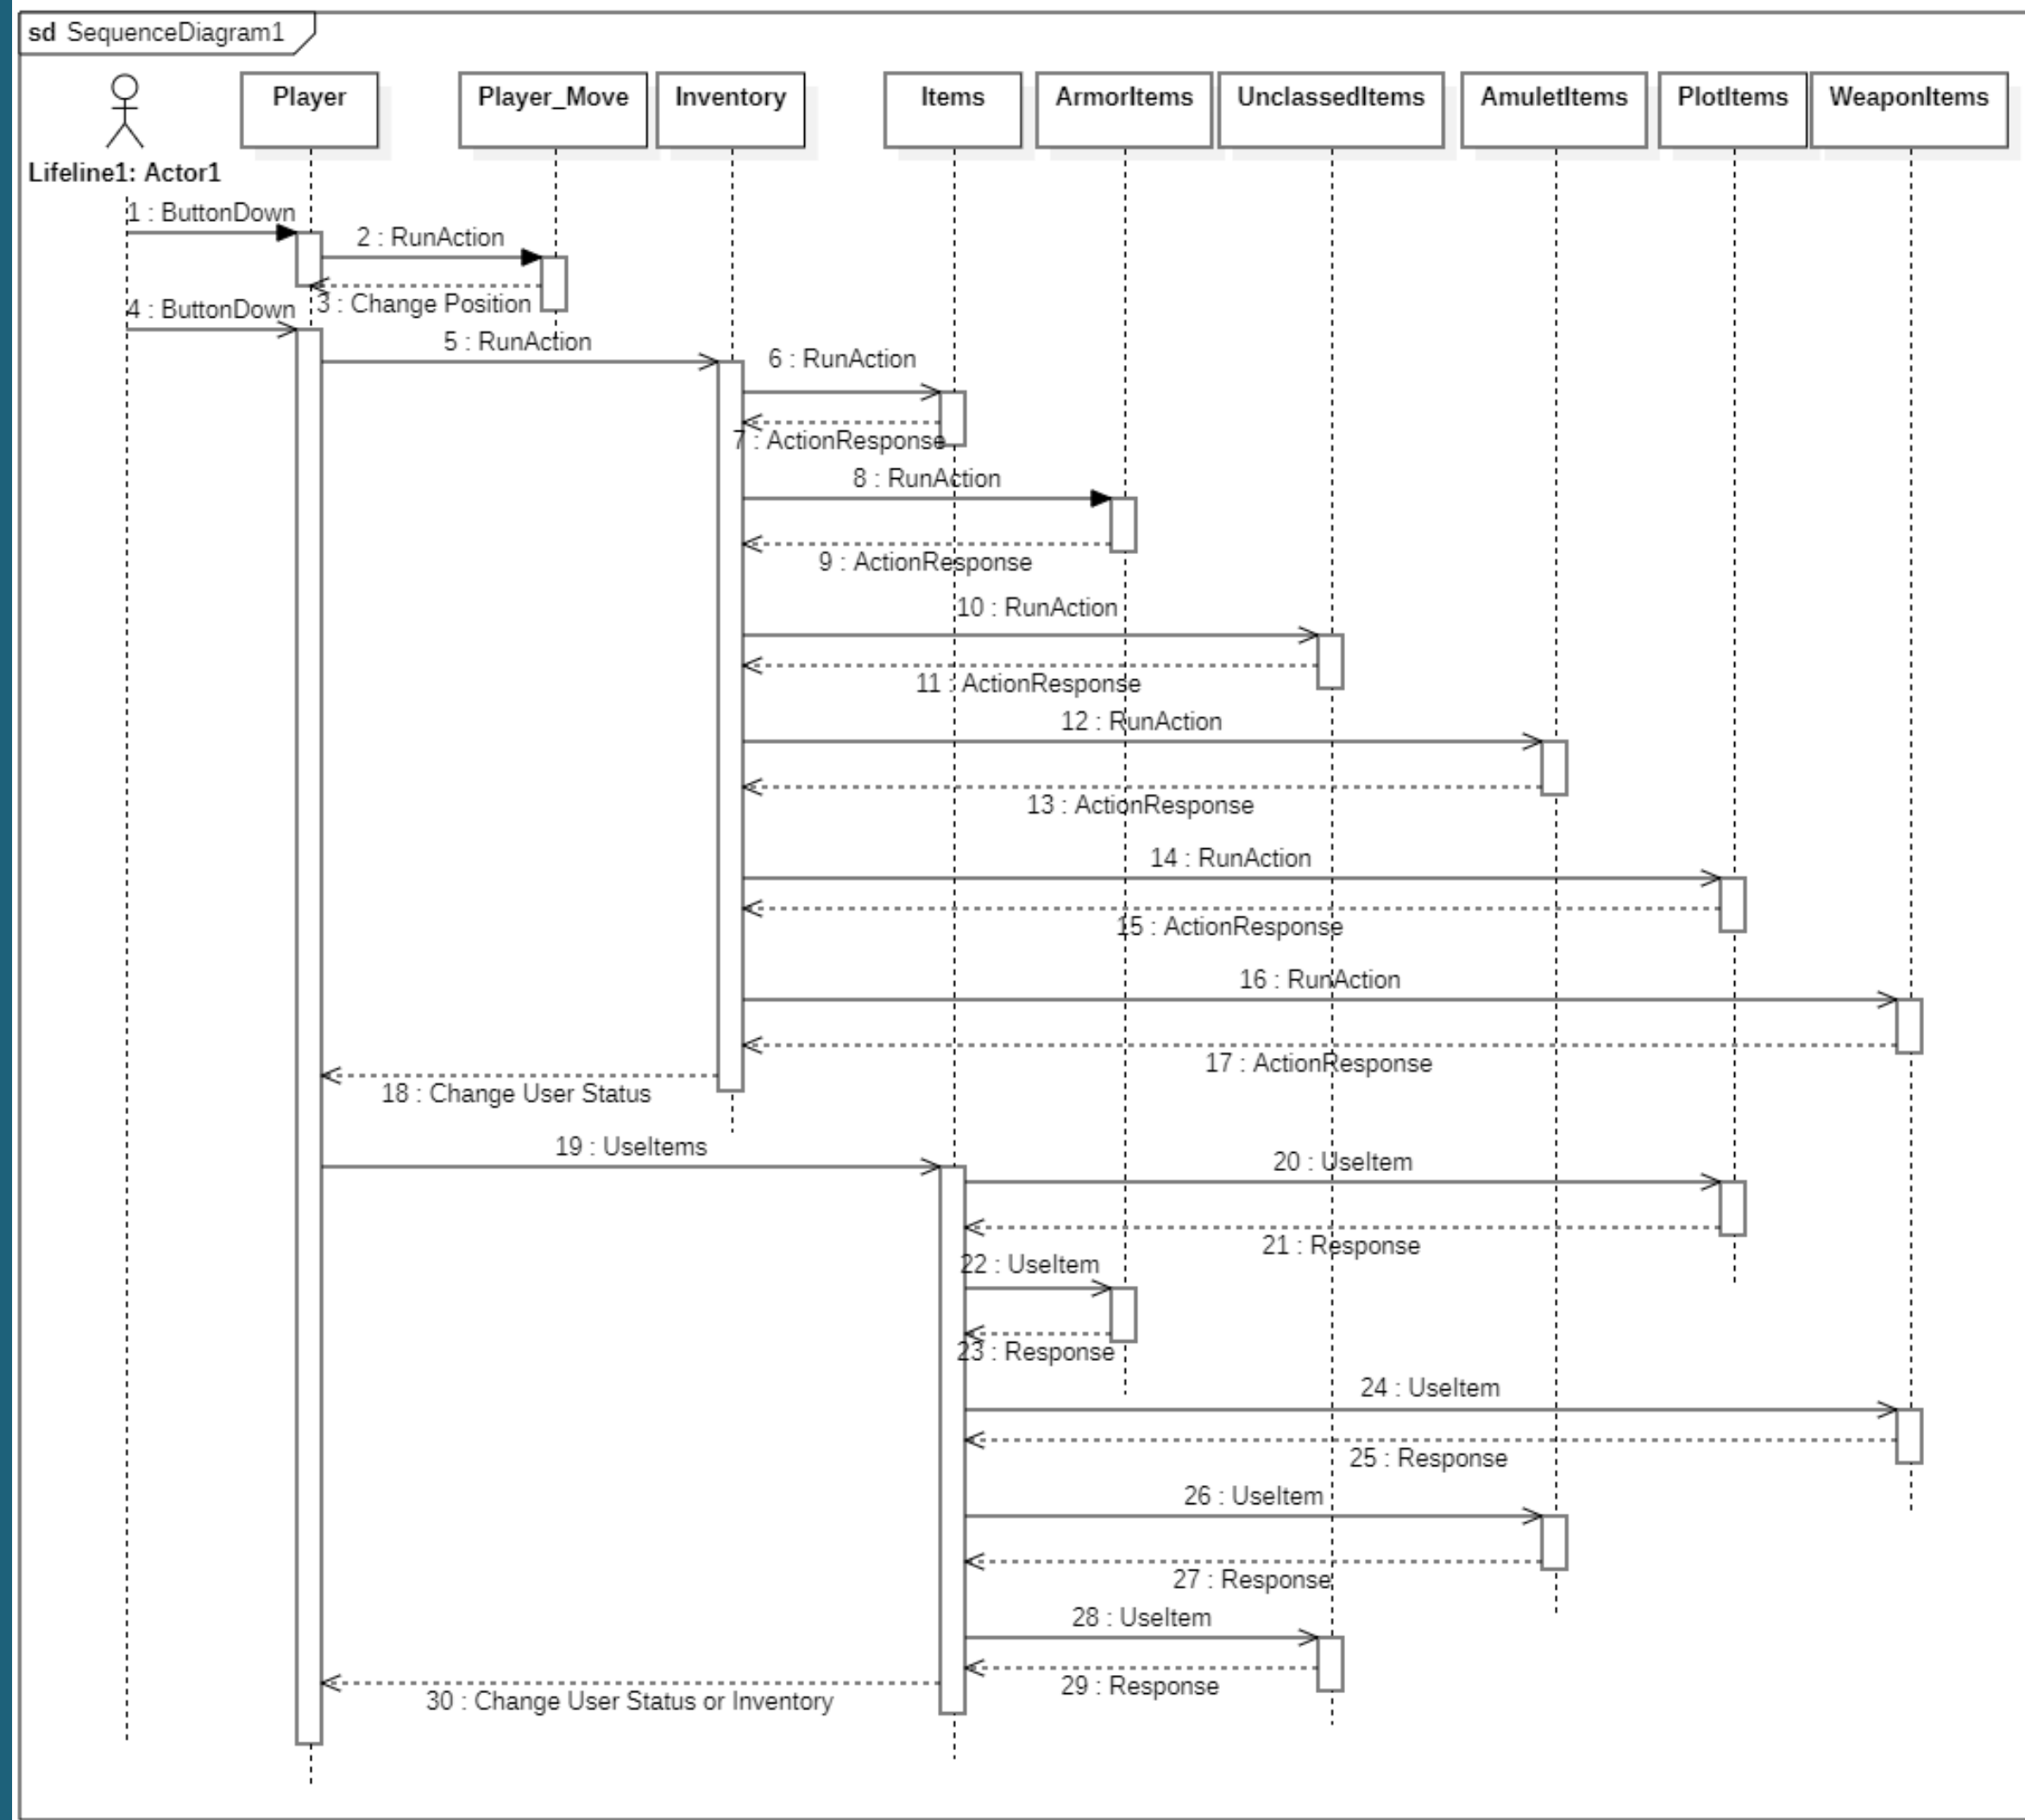 sd SequenceDiagram1
Player
Player_Move
Inventory
Items
ArmorItems
UnclassedItems
AmuletItems
PlotItems
WeaponItems
Lifeline1: Actor1
1 : ButtonDown
2 : RunAction
3 : Change Position
4 : ButtonDown
5 : RunAction
6 : RunAction
7 : ActionResponse
8 : RunAction
9 : ActionResponse
10 : RunAction
11 : ActionResponse
12 : RunAction
13 : ActionResponse
14 : RunAction
15 : ActionResponse
16 : RunAction
17 : ActionResponse
18 : Change User Status
19 : UseItems
20 : UseItem
21 : Response
22 : UseItem
23 : Response
24 : UseItem
25 : Response
26 : UseItem
27 : Response
28 : UseItem
29 : Response
30 : Change User Status or Inventory